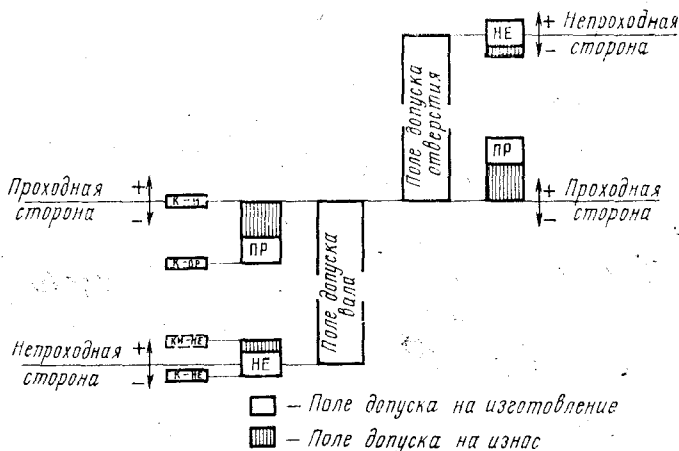 НЕ
+ Непроходная
− сторона
Поле допуска
отверстия
ПР
Проходная +
сторона −
К-И
+ Проходная
− сторона
ПР
К-ПР
Поле допуска
вала
КИ-НЕ
Непроходная +
сторона −
НЕ
К-НЕ
− Поле допуска на изготовление
− Поле допуска на износ